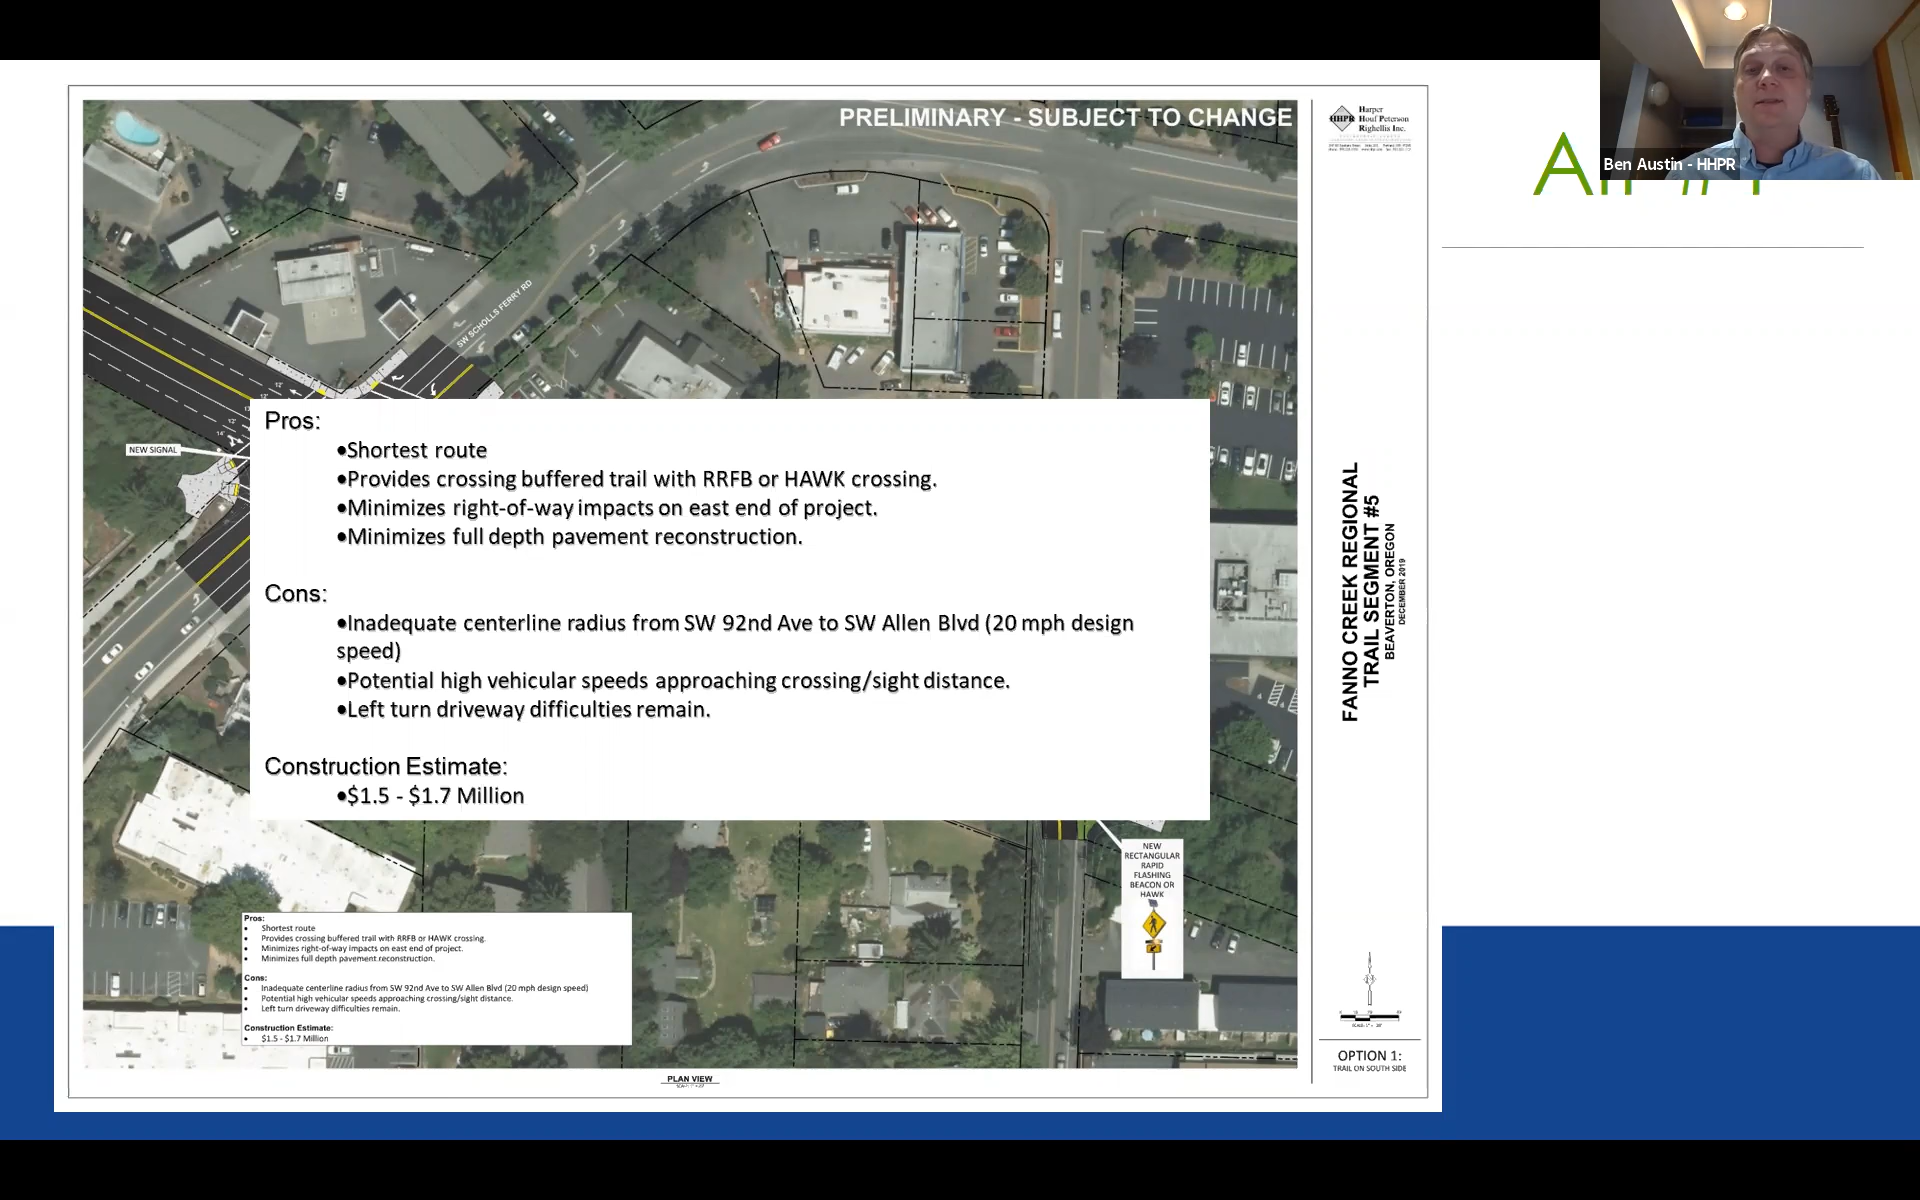 PRELIMINARY - SUBJECT TO CHANGE
HHPR
Harper
Houf Peterson
Righellis Inc.
Ben Austin - HHPR
SW SCHOLLS FERRY RD
NEW SIGNAL
Pros:
•Shortest route
•Provides crossing buffered trail with RRFB or HAWK crossing.
•Minimizes right-of-way impacts on east end of project.
•Minimizes full depth pavement reconstruction.
Cons:
•Inadequate centerline radius from SW 92nd Ave to SW Allen Blvd (20 mph design
speed)
•Potential high vehicular speeds approaching crossing/sight distance.
•Left turn driveway difficulties remain.
Construction Estimate:
•$1.5 - $1.7 Million
FANNO CREEK REGIONAL
TRAIL SEGMENT #5
BEAVERTON, OREGON
DECEMBER 2019
NEW
RECTANGULAR
RAPID
FLASHING
BEACON OR
HAWK
Pros:
• Shortest route
• Provides crossing buffered trail with RRFB or HAWK crossing.
• Minimizes right-of-way impacts on east end of project.
• Minimizes full depth pavement reconstruction.
Cons:
• Inadequate centerline radius from SW 92nd Ave to SW Allen Blvd (20 mph design speed)
• Potential high vehicular speeds approaching crossing/sight distance.
• Left turn driveway difficulties remain.
Construction Estimate:
• $1.5 - $1.7 Million
PLAN VIEW
OPTION 1:
TRAIL ON SOUTH SIDE